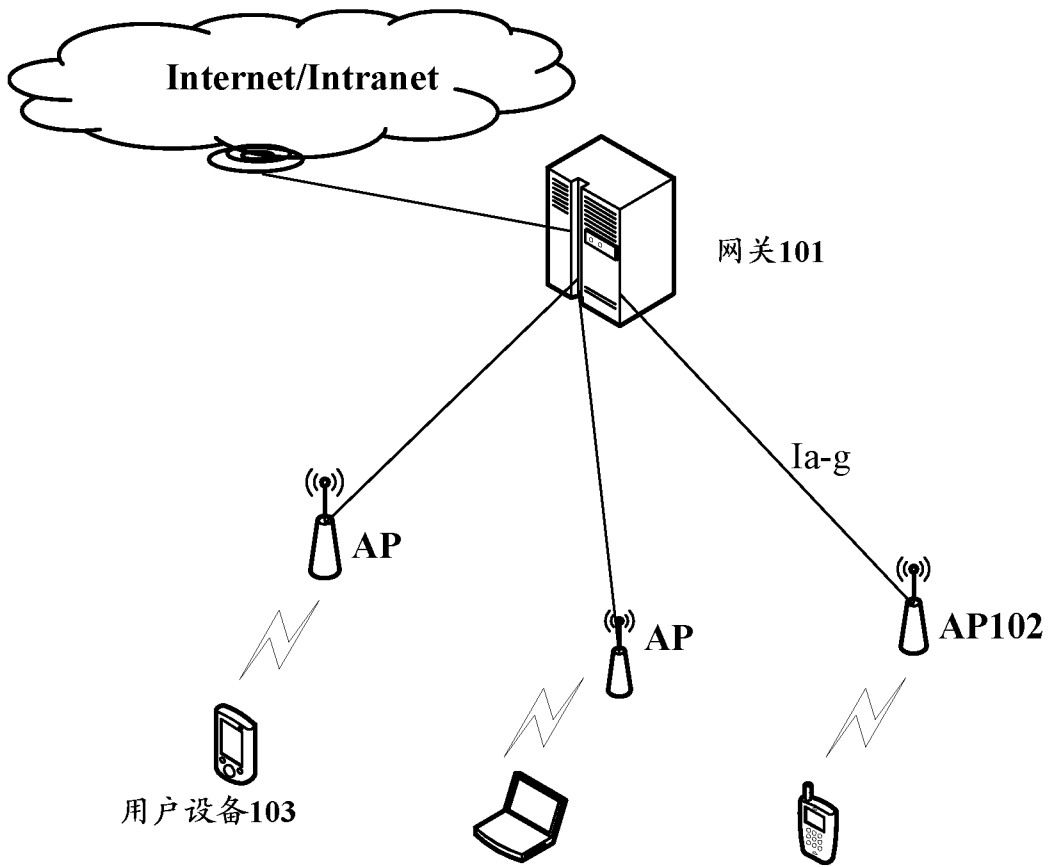 Internet/Intranet
网关101
Ia-g
AP
AP102
AP
用户设备103